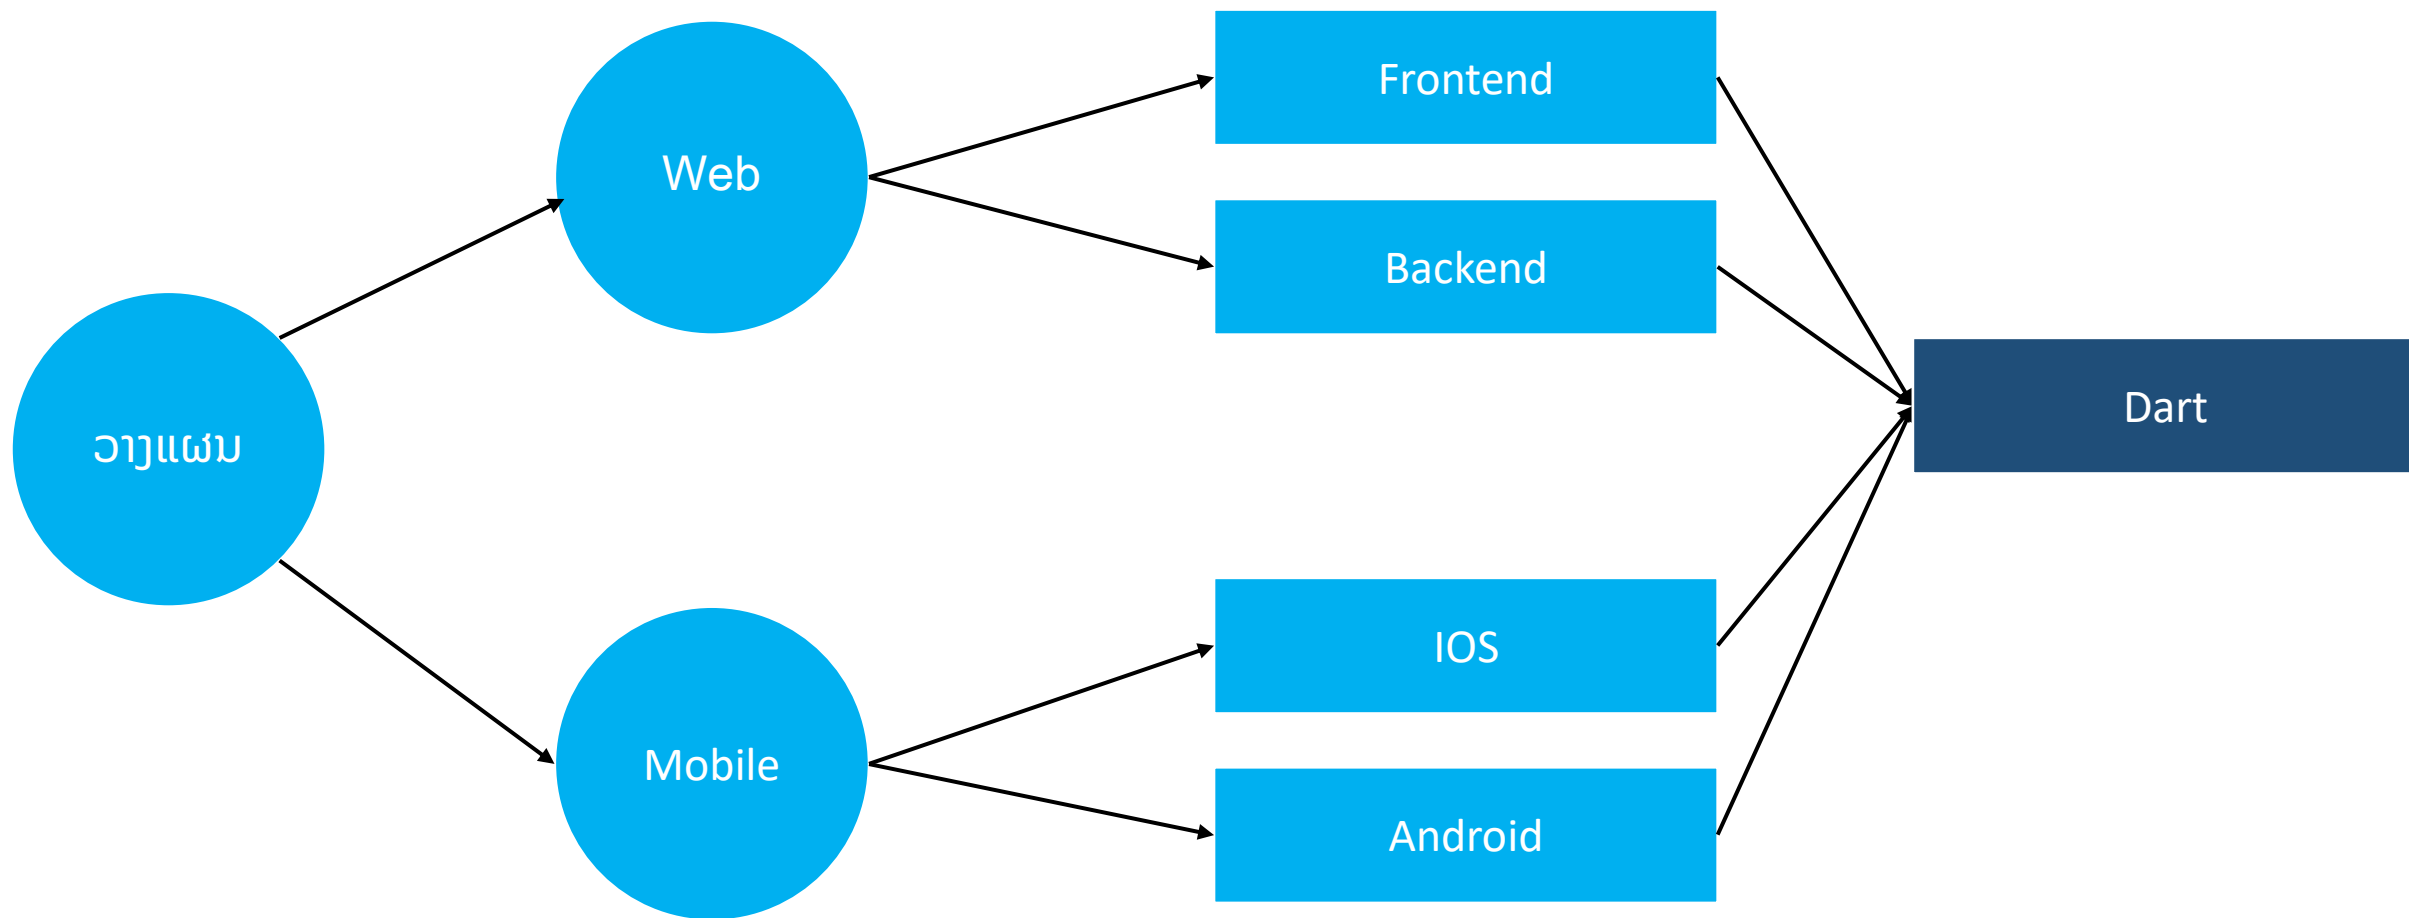 ວາງແຜນ
Web
Mobile
Frontend
Backend
IOS
Android
Dart